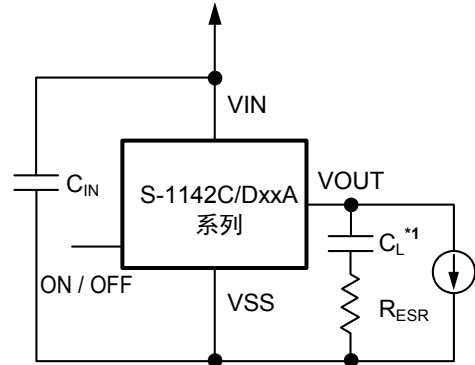 VIN
C_IN
S-1142C/DxxA
系列
VOUT
C_L*1
ON / OFF
VSS
R_ESR